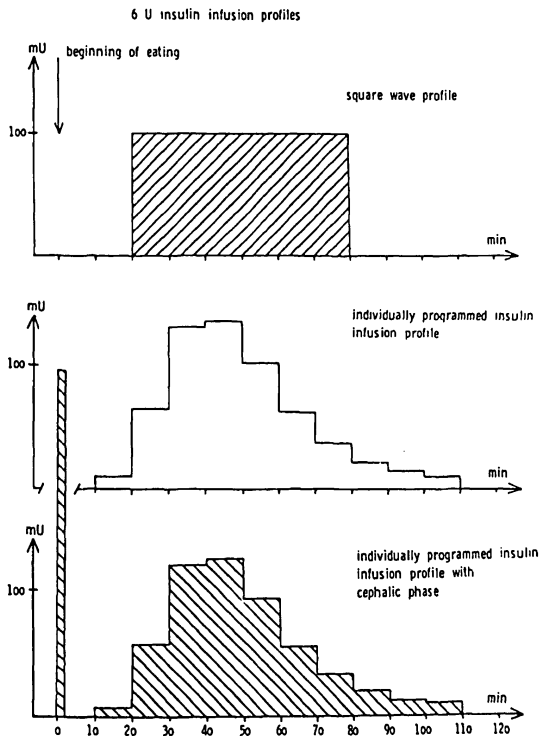 6 U insulin infusion profiles
mU
beginning of eating
square wave profile
100
min
mU
individually programmed insulin
infusion profile
100
min
mU
individually programmed insulin
infusion profile with
cephalic phase
100
min
0 10 20 30 40 50 60 70 80 90 100 110 120